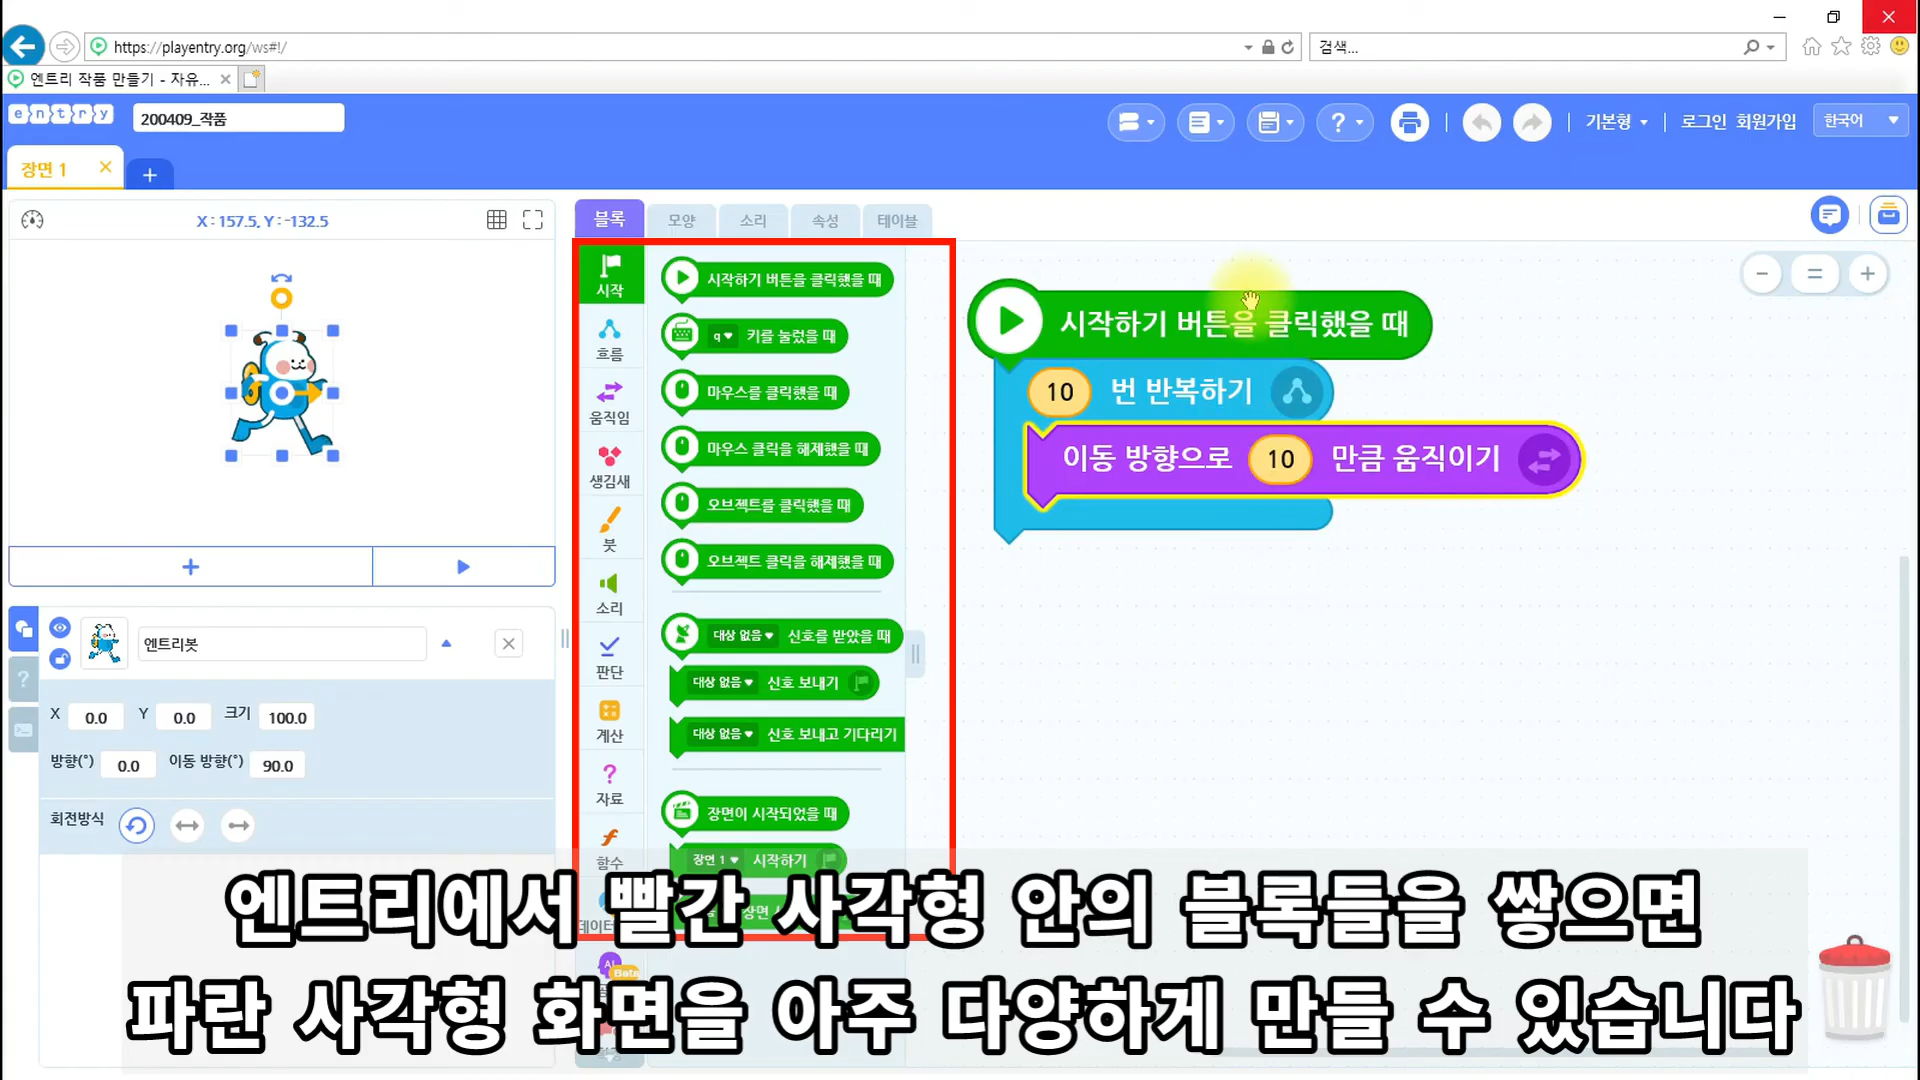 https://playentry.org/ws#!/
검색...
엔트리 작품 만들기 - 자유...
entry
200409_작품
기본형
로그인 회원가입
한국어
장면 1
X : 157.5, Y : -132.5
블록
모양
소리
속성
테이블
시작
흐름
움직임
생김새
붓
소리
판단
계산
자료
함수
시작하기 버튼을 클릭했을 때
q 키를 눌렀을 때
마우스를 클릭했을 때
마우스 클릭을 해제했을 때
오브젝트를 클릭했을 때
오브젝트 클릭을 해제했을 때
대상 없음 신호를 받았을 때
대상 없음 신호 보내기
대상 없음 신호 보내고 기다리기
장면이 시작되었을 때
장면 1 시작하기
시작하기 버튼을 클릭했을 때
10 번 반복하기
이동 방향으로 10 만큼 움직이기
엔트리봇
X 0.0 Y 0.0 크기 100.0
방향(°) 0.0 이동 방향(°) 90.0
회전방식
AI
Beta
엔트리에서 빨간 사각형 안의 블록들을 쌓으면
파란 사각형 화면을 아주 다양하게 만들 수 있습니다